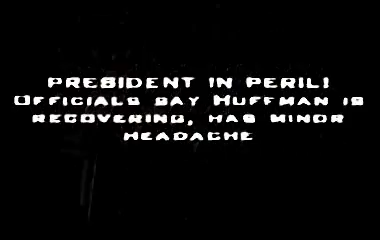 PRESIDENT IN PERIL!
OFFICIALS SAY HUFFMAN IS
RECOVERING, HAS MINOR
HEADACHE